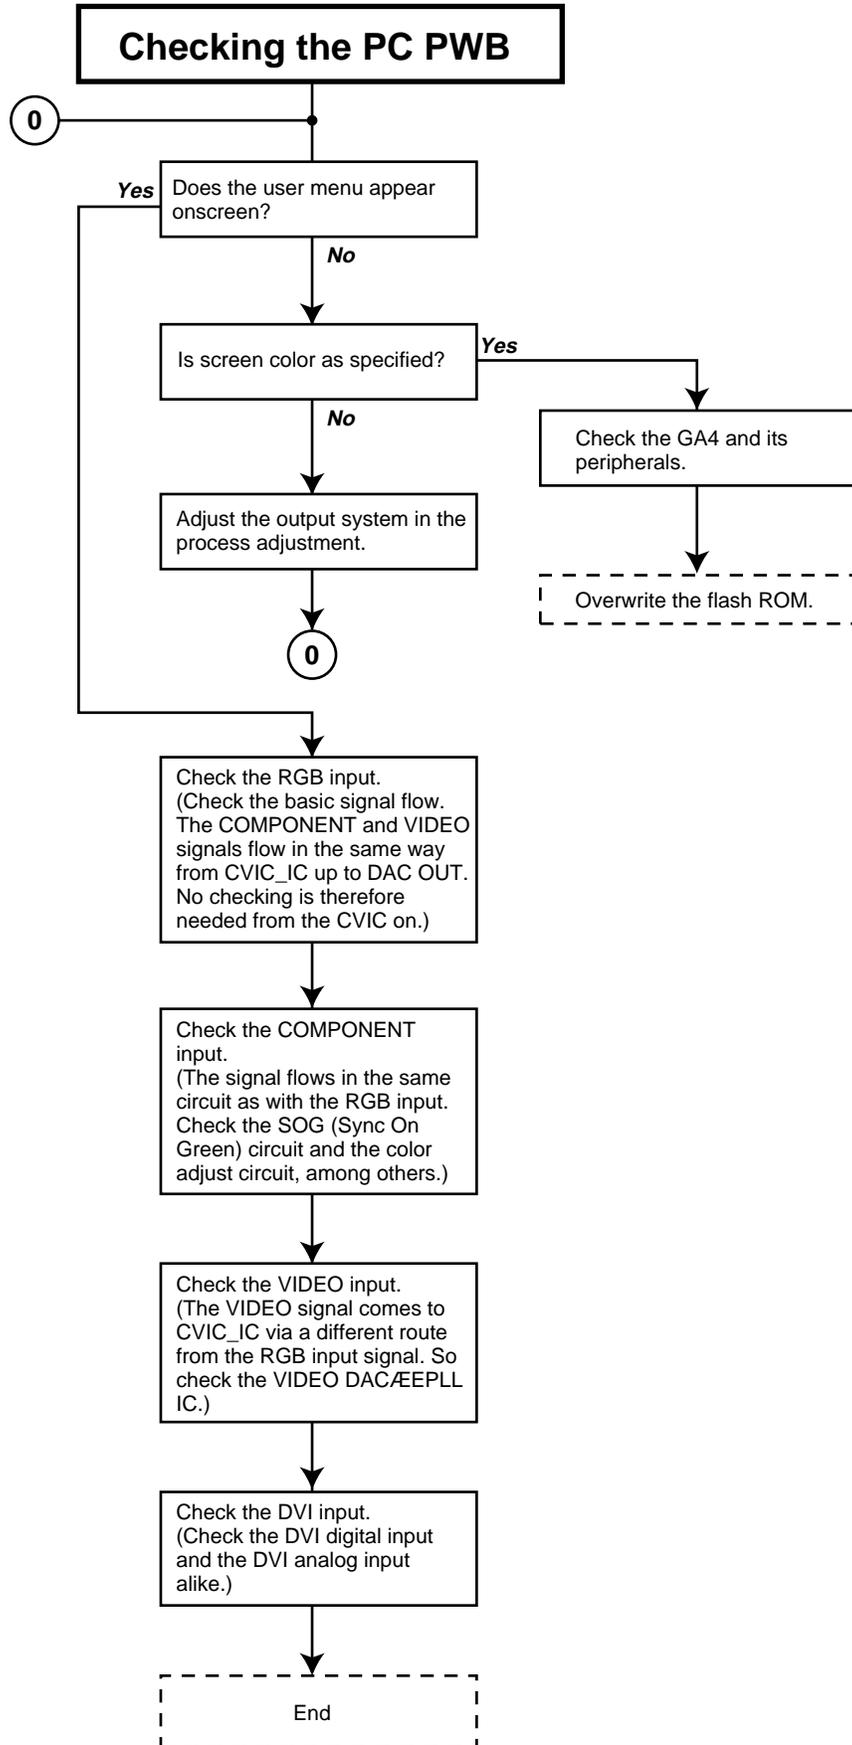 Checking the PC PWB
0
Yes
Does the user menu appear
onscreen?
No
Is screen color as specified?
Yes
No
Check the GA4 and its
peripherals.
Adjust the output system in the
process adjustment.
Overwrite the flash ROM.
0
Check the RGB input.
(Check the basic signal flow.
The COMPONENT and VIDEO
signals flow in the same way
from CVIC_IC up to DAC OUT.
No checking is therefore
needed from the CVIC on.)
Check the COMPONENT
input.
(The signal flows in the same
circuit as with the RGB input.
Check the SOG (Sync On
Green) circuit and the color
adjust circuit, among others.)
Check the VIDEO input.
(The VIDEO signal comes to
CVIC_IC via a different route
from the RGB input signal. So
check the VIDEO DACÆEPLL
IC.)
Check the DVI input.
(Check the DVI digital input
and the DVI analog input
alike.)
End